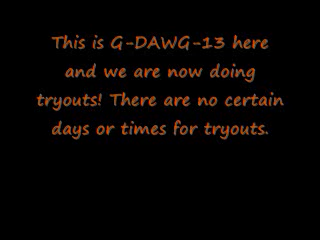 This is G-DAWG-13 here
and we are now doing
tryouts! There are no certain
days or times for tryouts.